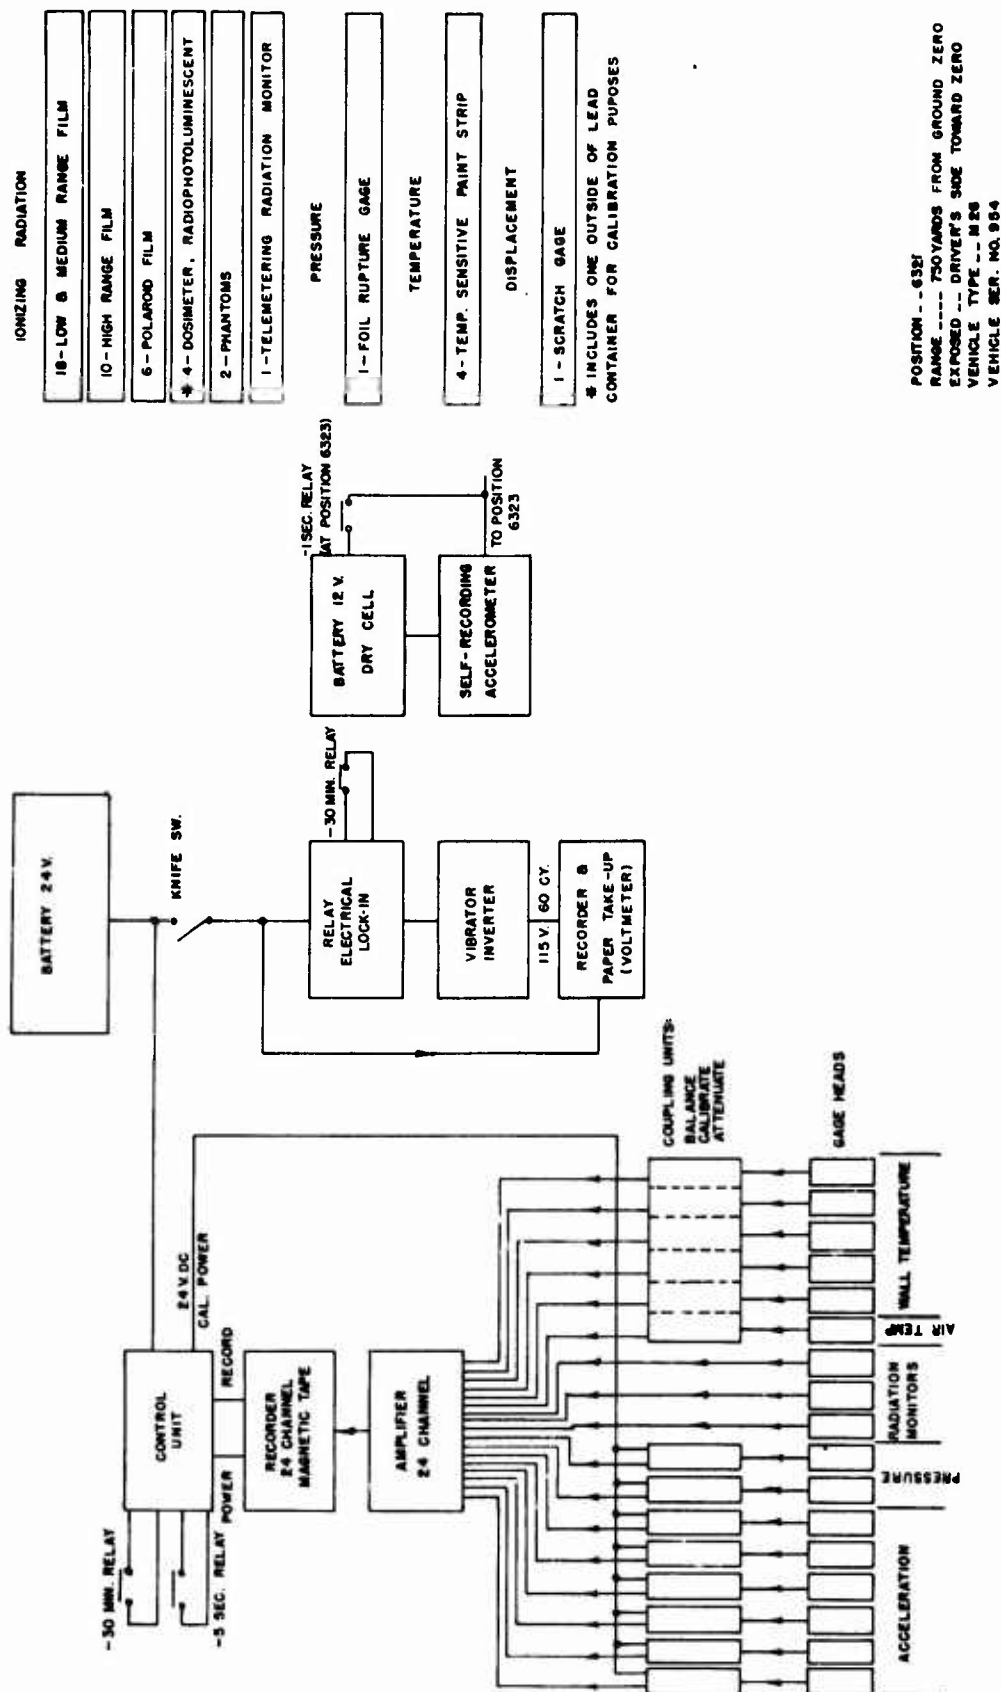 BATTERY 24 V.
KNIFE SW.
-30 MIN. RELAY
-5 SEC. RELAY
CONTROL
UNIT
24 V. DC
CAL. POWER
POWER
RECORD
RECORDER
24 CHANNEL
MAGNETIC TAPE
AMPLIFIER
24 CHANNEL
COUPLING UNITS:
BALANCE
CALIBRATE
ATTENUATE
GAGE HEADS
ACCELERATION
PRESSURE
RADIATION
MONITORS
AIR TEMP
WALL TEMPERATURE
RELAY
ELECTRICAL
LOCK-IN
-30 MIN. RELAY
VIBRATOR
INVERTER
115 V. 60 CY.
RECORDER &
PAPER TAKE-UP
(VOLTMETER)
-1 SEC. RELAY
(AT POSITION 6323)
BATTERY 12 V.
DRY CELL
SELF-RECORDING
ACCELEROMETER
TO POSITION
6323
IONIZING RADIATION
18-LOW & MEDIUM RANGE FILM
10-HIGH RANGE FILM
6-POLAROID FILM
* 4-DOSIMETER, RADIOPHOTOLUMINESCENT
2-PHANTOMS
1-TELEMETERING RADIATION MONITOR
PRESSURE
1-FOIL RUPTURE GAGE
TEMPERATURE
4-TEMP. SENSITIVE PAINT STRIP
DISPLACEMENT
1-SCRATCH GAGE
* INCLUDES ONE OUTSIDE OF LEAD
CONTAINER FOR CALIBRATION PUPOSES
POSITION -- 6321
RANGE ---- 750 YARDS FROM GROUND ZERO
EXPOSED -- DRIVER'S SIDE TOWARD ZERO
VEHICLE TYPE -- M 26
VEHICLE SER. NO. 954